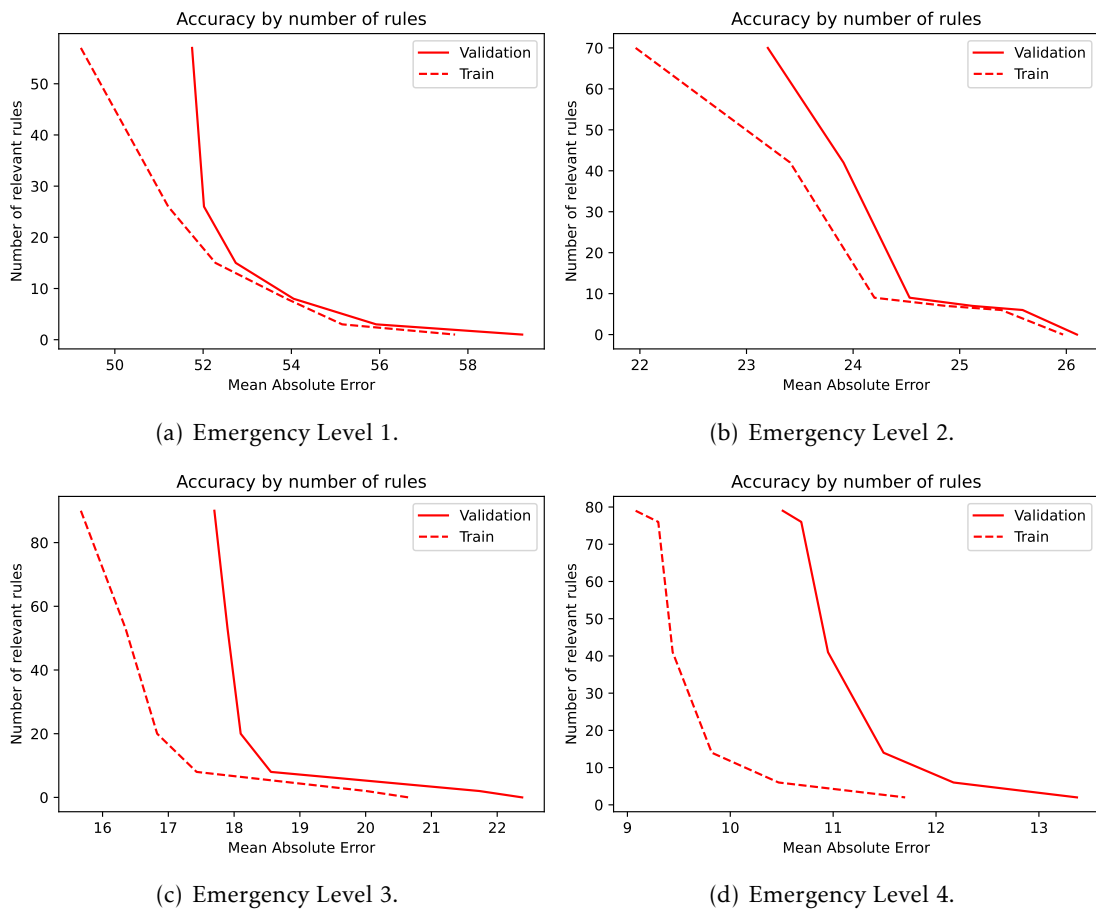 Accuracy by number of rules
Validation
Train
50
40
30
20
10
0
Number of relevant rules
50
52
54
56
58
Mean Absolute Error
(a) Emergency Level 1.
Accuracy by number of rules
Validation
Train
70
60
50
40
30
20
10
0
Number of relevant rules
22
23
24
25
26
Mean Absolute Error
(b) Emergency Level 2.
Accuracy by number of rules
Validation
Train
80
60
40
20
0
Number of relevant rules
16
17
18
19
20
21
22
Mean Absolute Error
(c) Emergency Level 3.
Accuracy by number of rules
Validation
Train
80
70
60
50
40
30
20
10
0
Number of relevant rules
9
10
11
12
13
Mean Absolute Error
(d) Emergency Level 4.